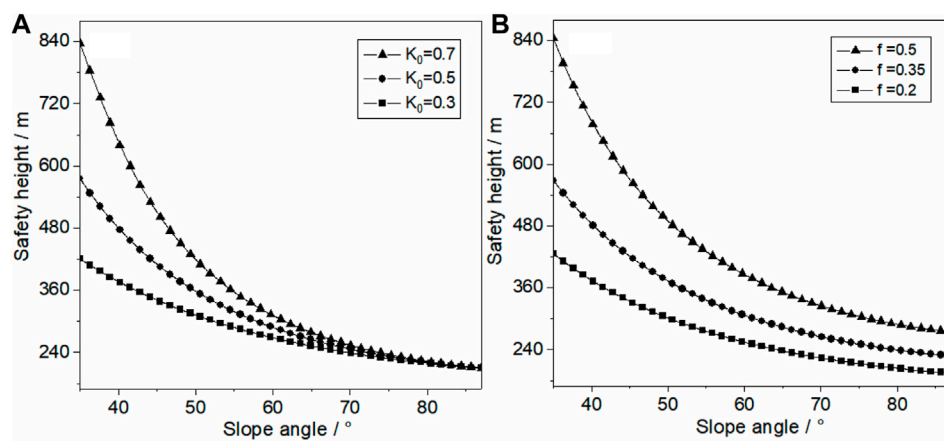 A
840
720
600
480
360
240
Safety height / m
K₀=0.7
K₀=0.5
K₀=0.3
40
50
60
70
80
Slope angle / °
B
840
720
600
480
360
240
Safety height / m
f =0.5
f =0.35
f =0.2
40
50
60
70
80
Slope angle / °